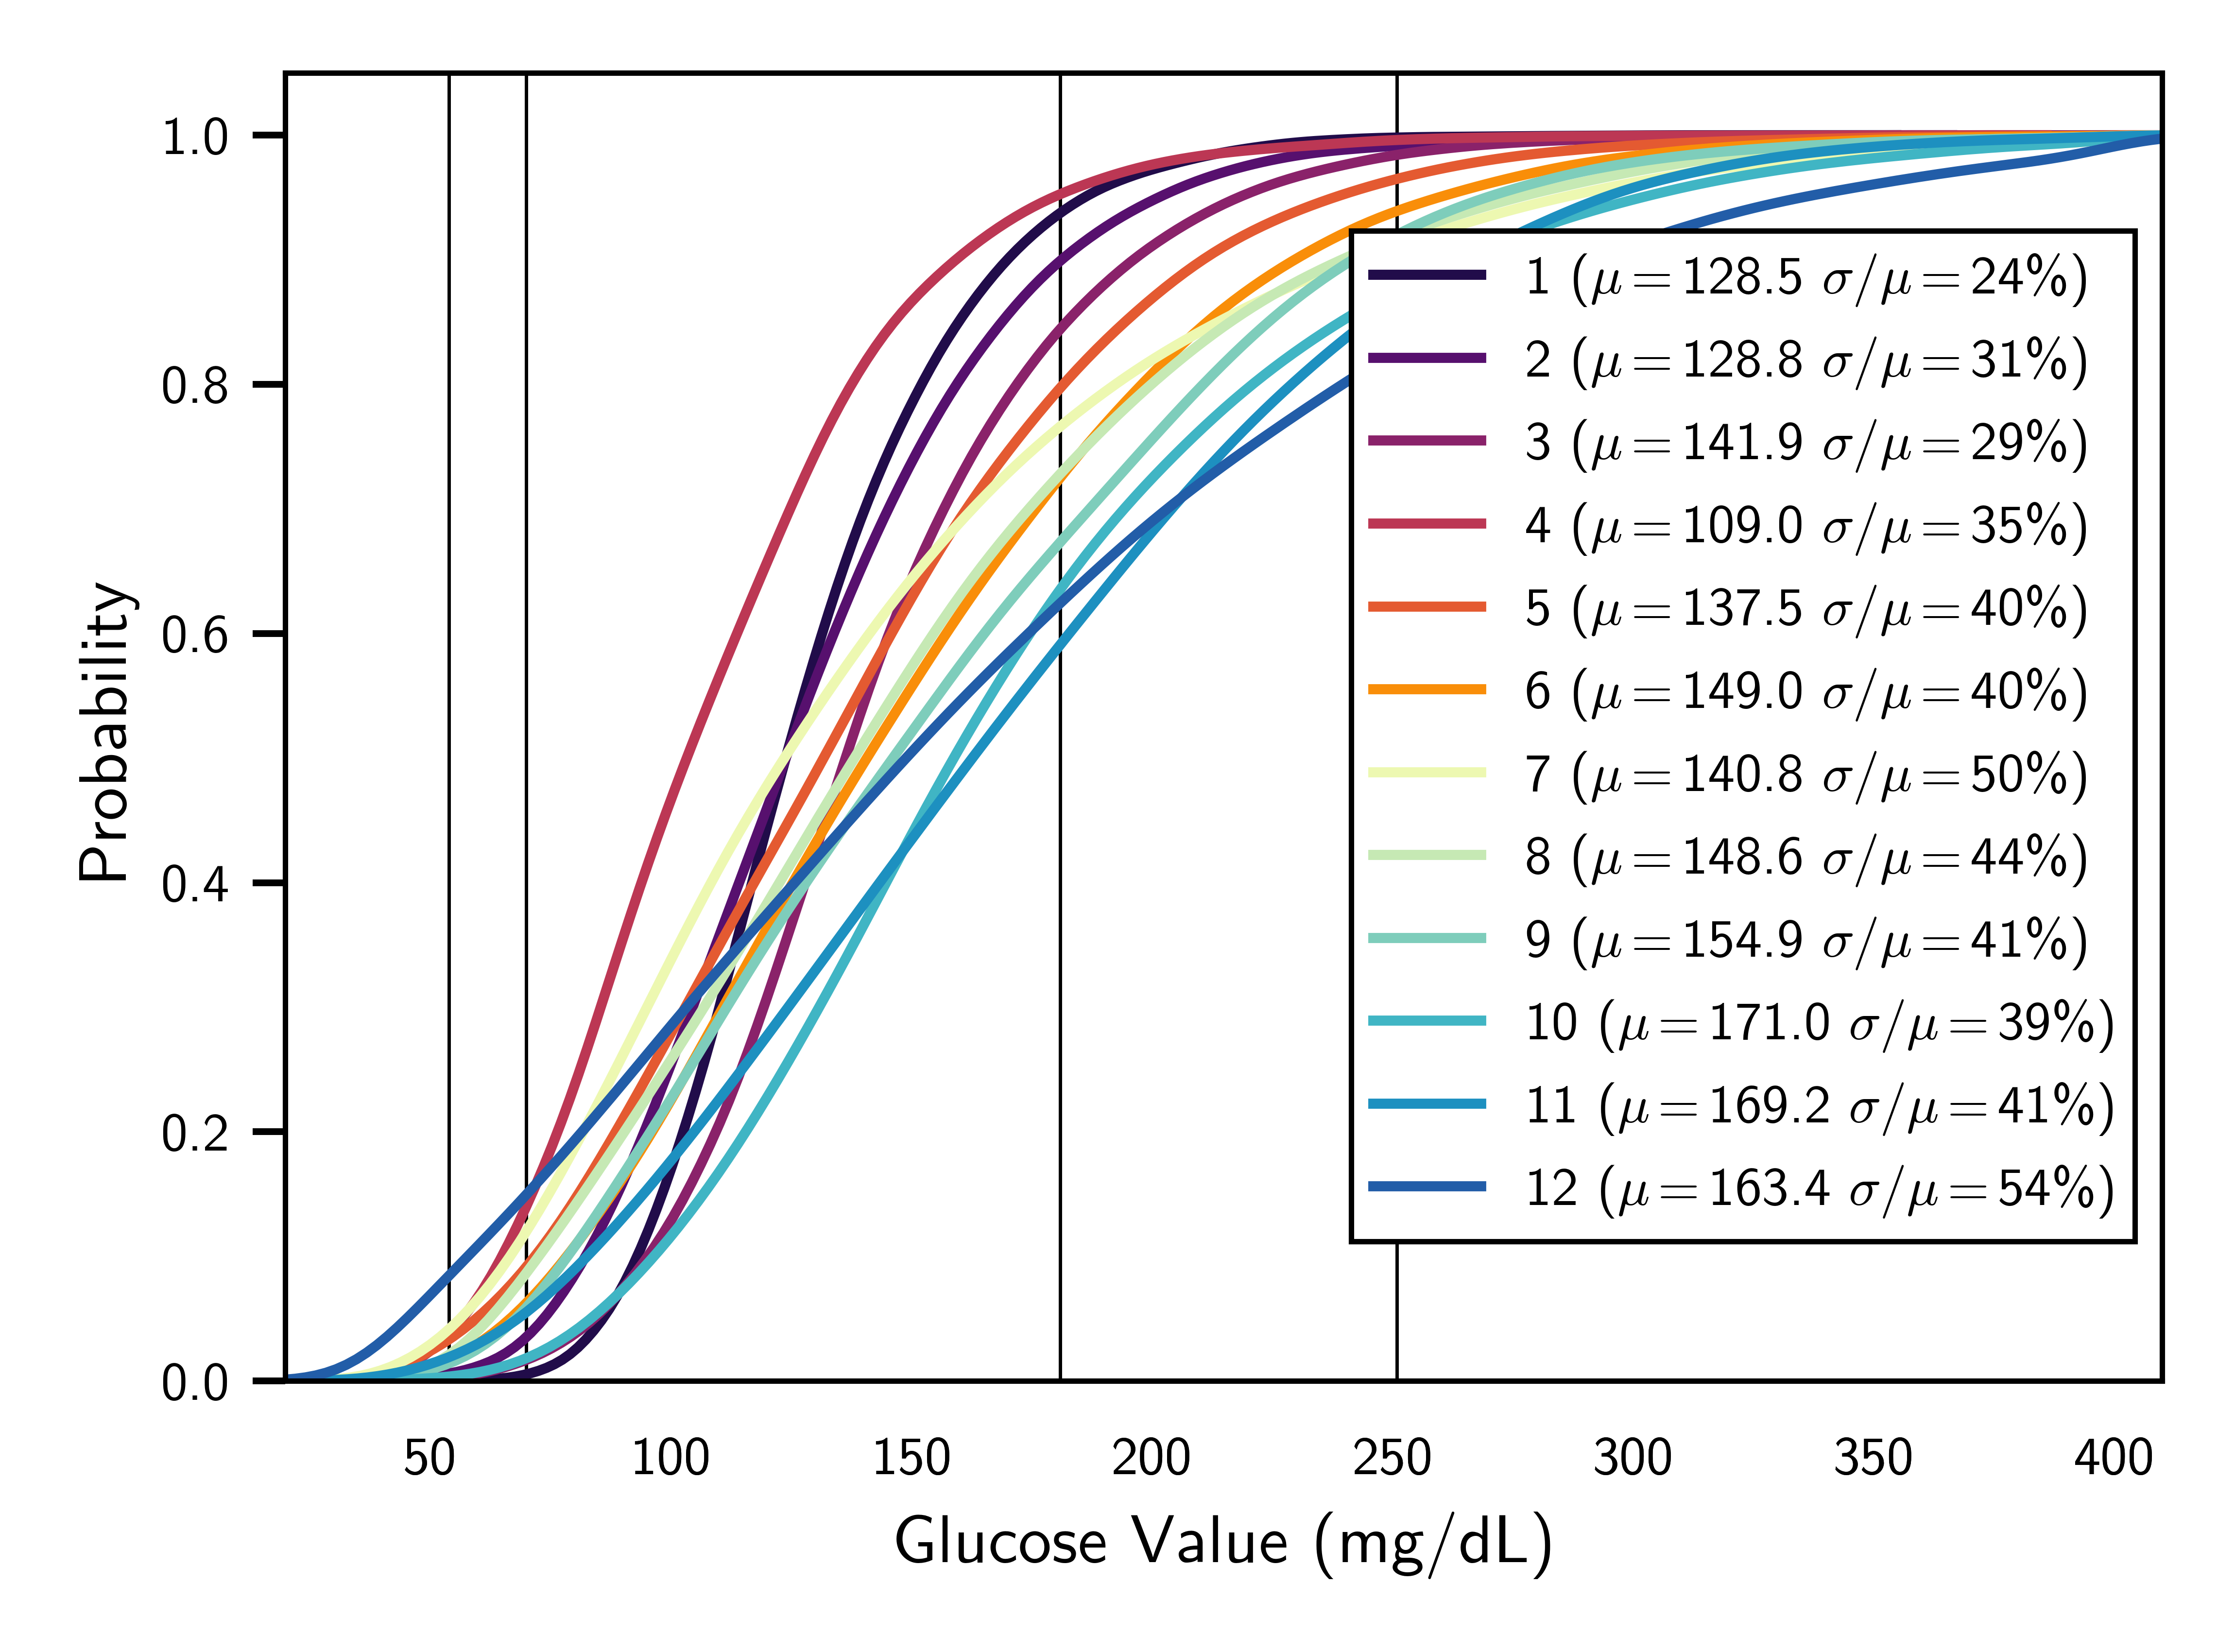 1.0
0.8
0.6
0.4
0.2
0.0
Probability
1 (μ=128.5 σ/μ=24%)
2 (μ=128.8 σ/μ=31%)
3 (μ=141.9 σ/μ=29%)
4 (μ=109.0 σ/μ=35%)
5 (μ=137.5 σ/μ=40%)
6 (μ=149.0 σ/μ=40%)
7 (μ=140.8 σ/μ=50%)
8 (μ=148.6 σ/μ=44%)
9 (μ=154.9 σ/μ=41%)
10 (μ=171.0 σ/μ=39%)
11 (μ=169.2 σ/μ=41%)
12 (μ=163.4 σ/μ=54%)
50 100 150 200 250 300 350 400
Glucose Value (mg/dL)